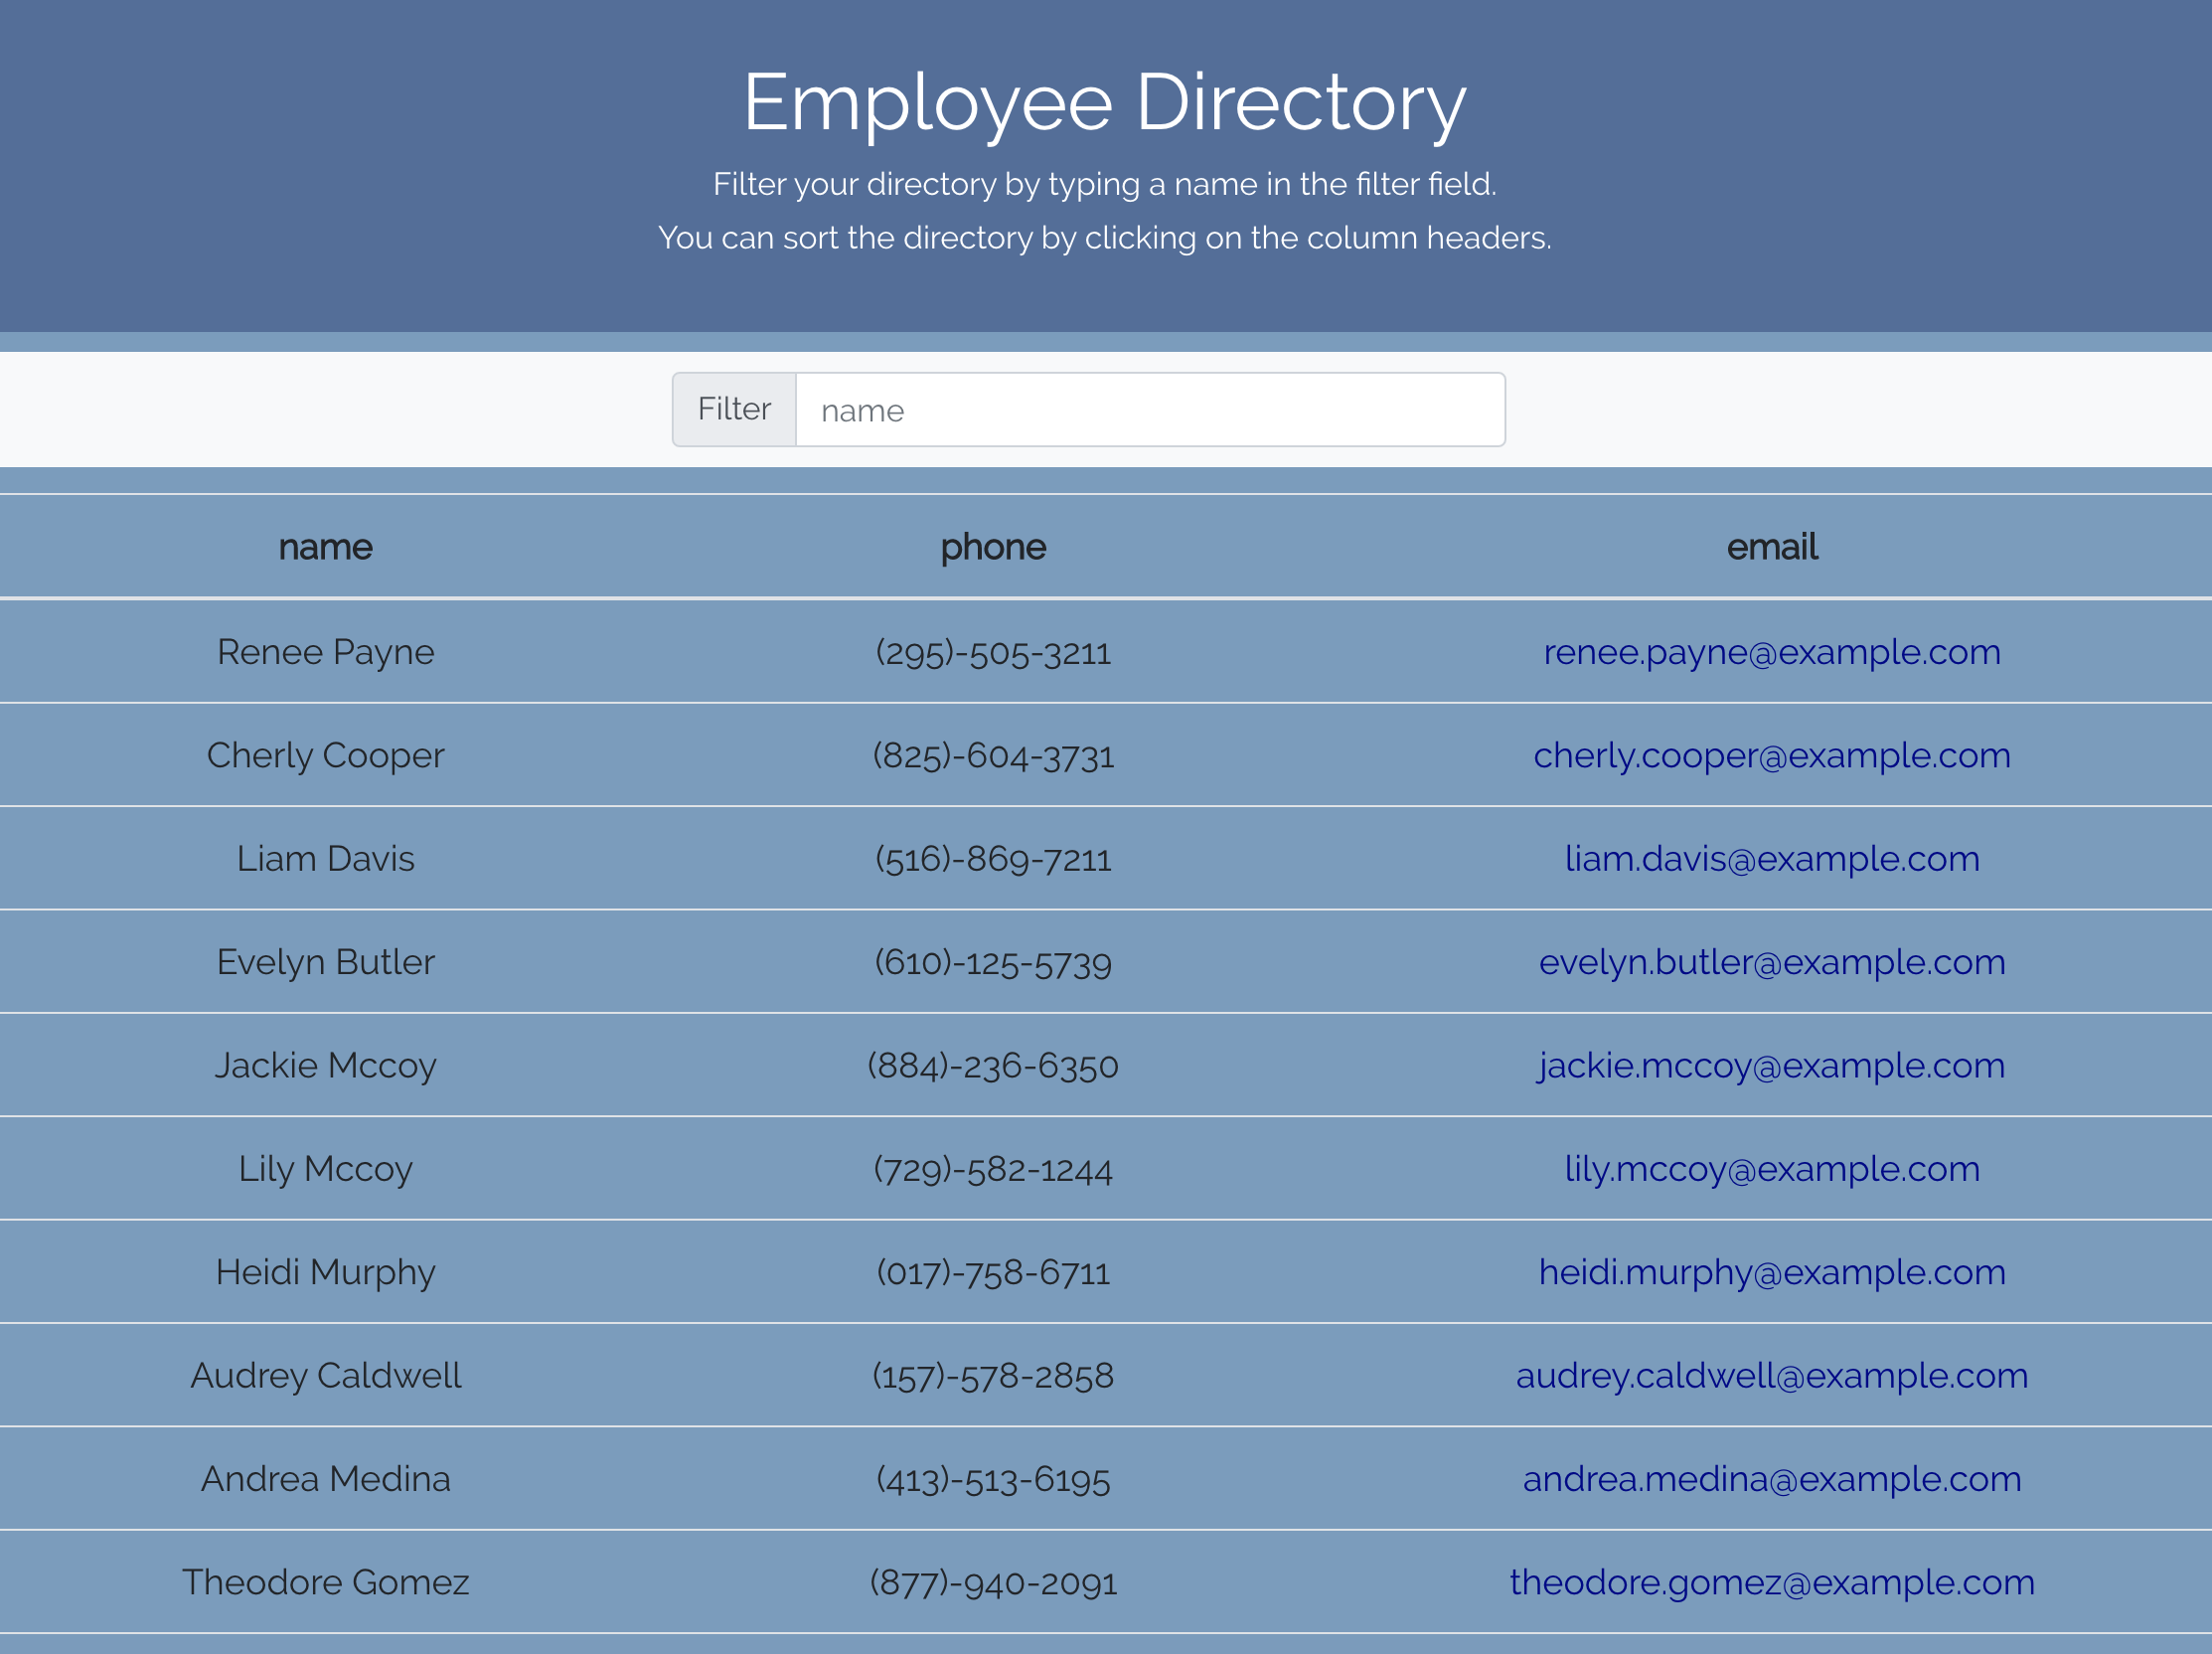 Employee Directory
Filter your directory by typing a name in the filter field.
You can sort the directory by clicking on the column headers.
Filter name
name phone email
Renee Payne (295)-505-3211 renee.payne@example.com
Cherly Cooper (825)-604-3731 cherly.cooper@example.com
Liam Davis (516)-869-7211 liam.davis@example.com
Evelyn Butler (610)-125-5739 evelyn.butler@example.com
Jackie Mccoy (884)-236-6350 jackie.mccoy@example.com
Lily Mccoy (729)-582-1244 lily.mccoy@example.com
Heidi Murphy (017)-758-6711 heidi.murphy@example.com
Audrey Caldwell (157)-578-2858 audrey.caldwell@example.com
Andrea Medina (413)-513-6195 andrea.medina@example.com
Theodore Gomez (877)-940-2091 theodore.gomez@example.com